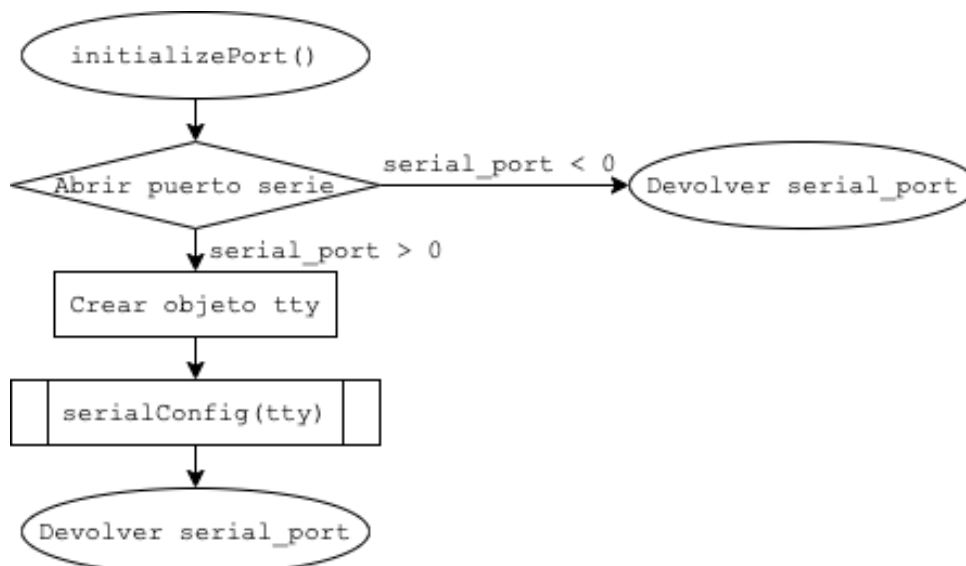 initializePort()
serial_port < 0
Abrir puerto serie
Devolver serial_port
serial_port > 0
Crear objeto tty
serialConfig(tty)
Devolver serial_port